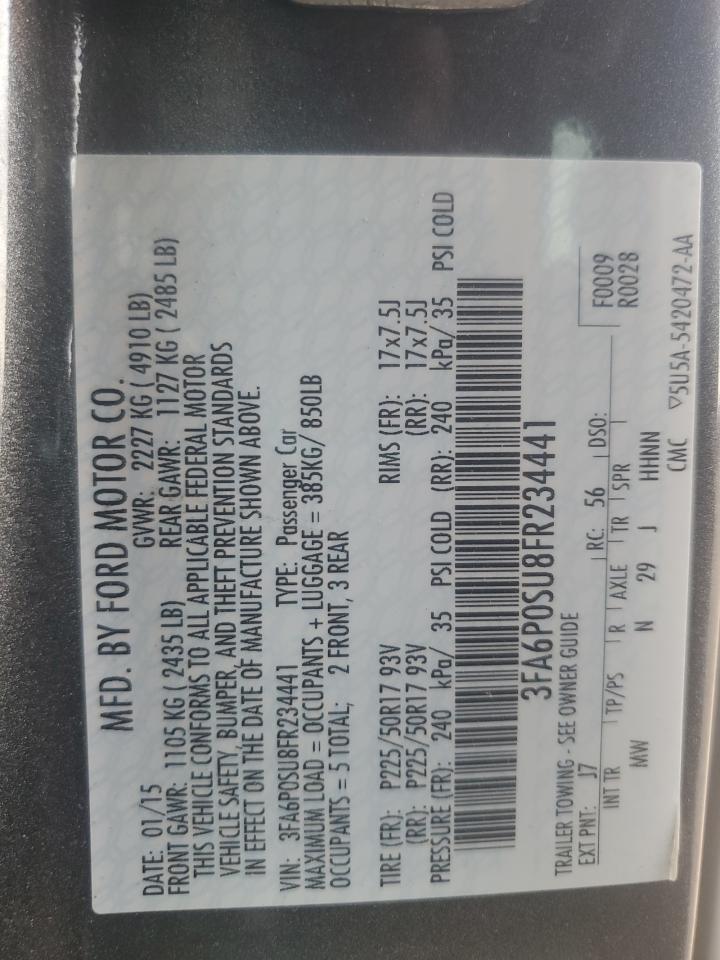 MFD. BY FORD MOTOR CO.
DATE: 01/15 GVWR: 2227 KG ( 4910 LB)
FRONT GAWR: 1105 KG ( 2435 LB) REAR GAWR: 1127 KG ( 2485 LB)
THIS VEHICLE CONFORMS TO ALL APPLICABLE FEDERAL MOTOR
VEHICLE SAFETY, BUMPER, AND THEFT PREVENTION STANDARDS
IN EFFECT ON THE DATE OF MANUFACTURE SHOWN ABOVE.
VIN: 3FA6P0SU8FR234441 TYPE: Passenger Car
MAXIMUM LOAD = OCCUPANTS + LUGGAGE = 385KG/ 850LB
OCCUPANTS = 5 TOTAL; 2 FRONT, 3 REAR
TIRE (FR): P225/50R17 93V RIMS (FR): 17x7.5J
(RR): P225/50R17 93V (RR): 17x7.5J
PRESSURE (FR): 240 kPa/ 35 PSI COLD (RR): 240 kPa/ 35 PSI COLD
3FA6P0SU8FR234441
TRAILER TOWING - SEE OWNER GUIDE
EXT PNT: J7 RC: 56 DSO: F0009
R0028
INT TR TP/PS R AXLE TR SPR
MW N 29 J HHNN
CMC ▽5U5A-5420472-AA